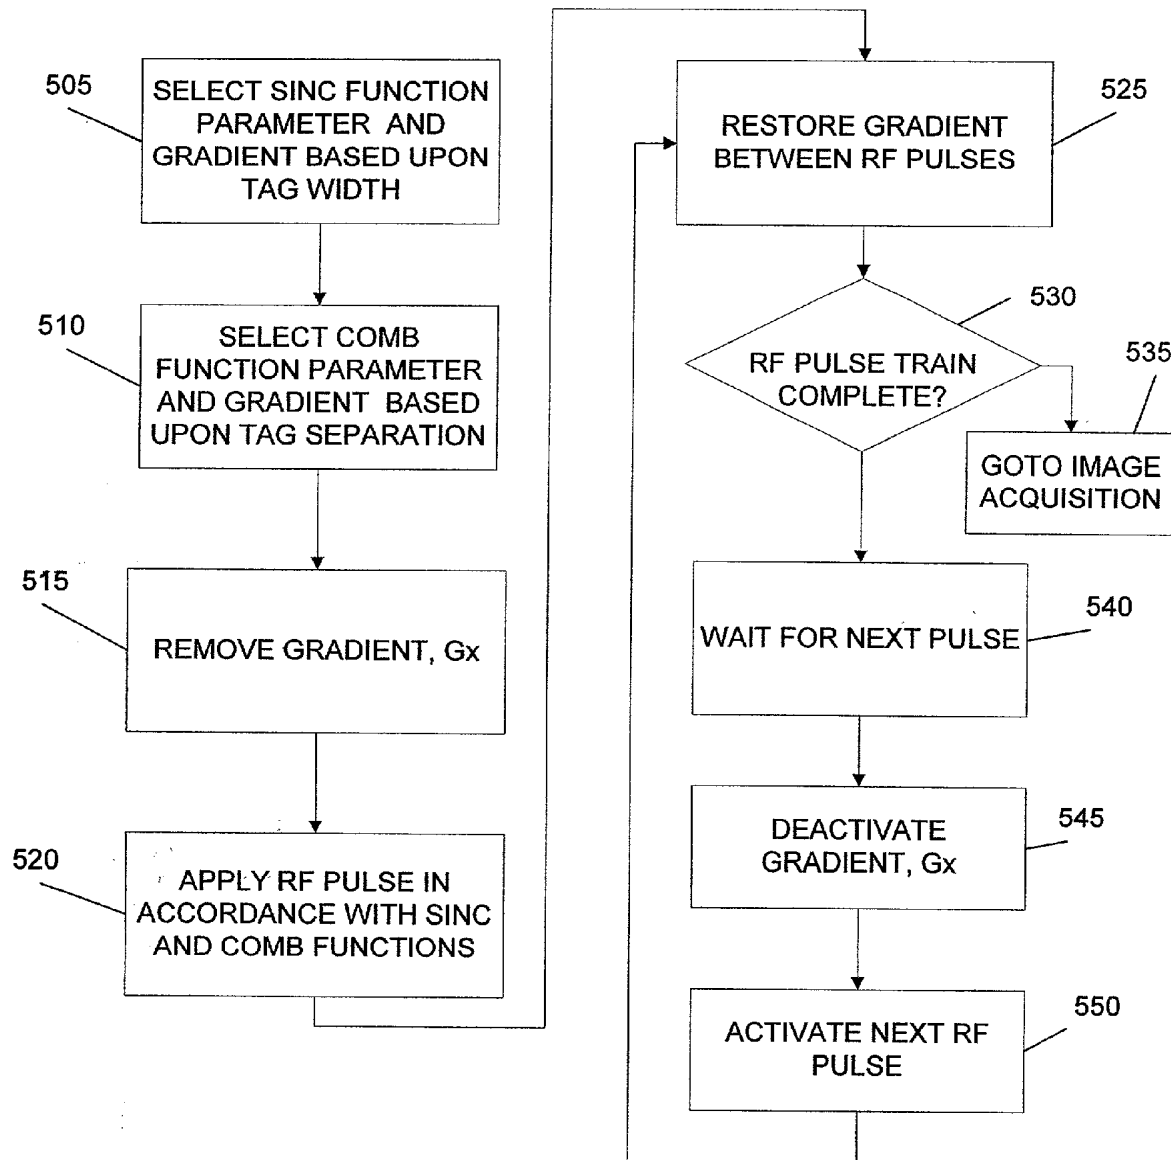 505
SELECT SINC FUNCTION
PARAMETER AND
GRADIENT BASED UPON
TAG WIDTH
510
SELECT COMB
FUNCTION PARAMETER
AND GRADIENT BASED
UPON TAG SEPARATION
515
REMOVE GRADIENT, Gx
520
APPLY RF PULSE IN
ACCORDANCE WITH SINC
AND COMB FUNCTIONS
525
RESTORE GRADIENT
BETWEEN RF PULSES
530
RF PULSE TRAIN
COMPLETE?
535
GOTO IMAGE
ACQUISITION
540
WAIT FOR NEXT PULSE
545
DEACTIVATE
GRADIENT, Gx
550
ACTIVATE NEXT RF
PULSE